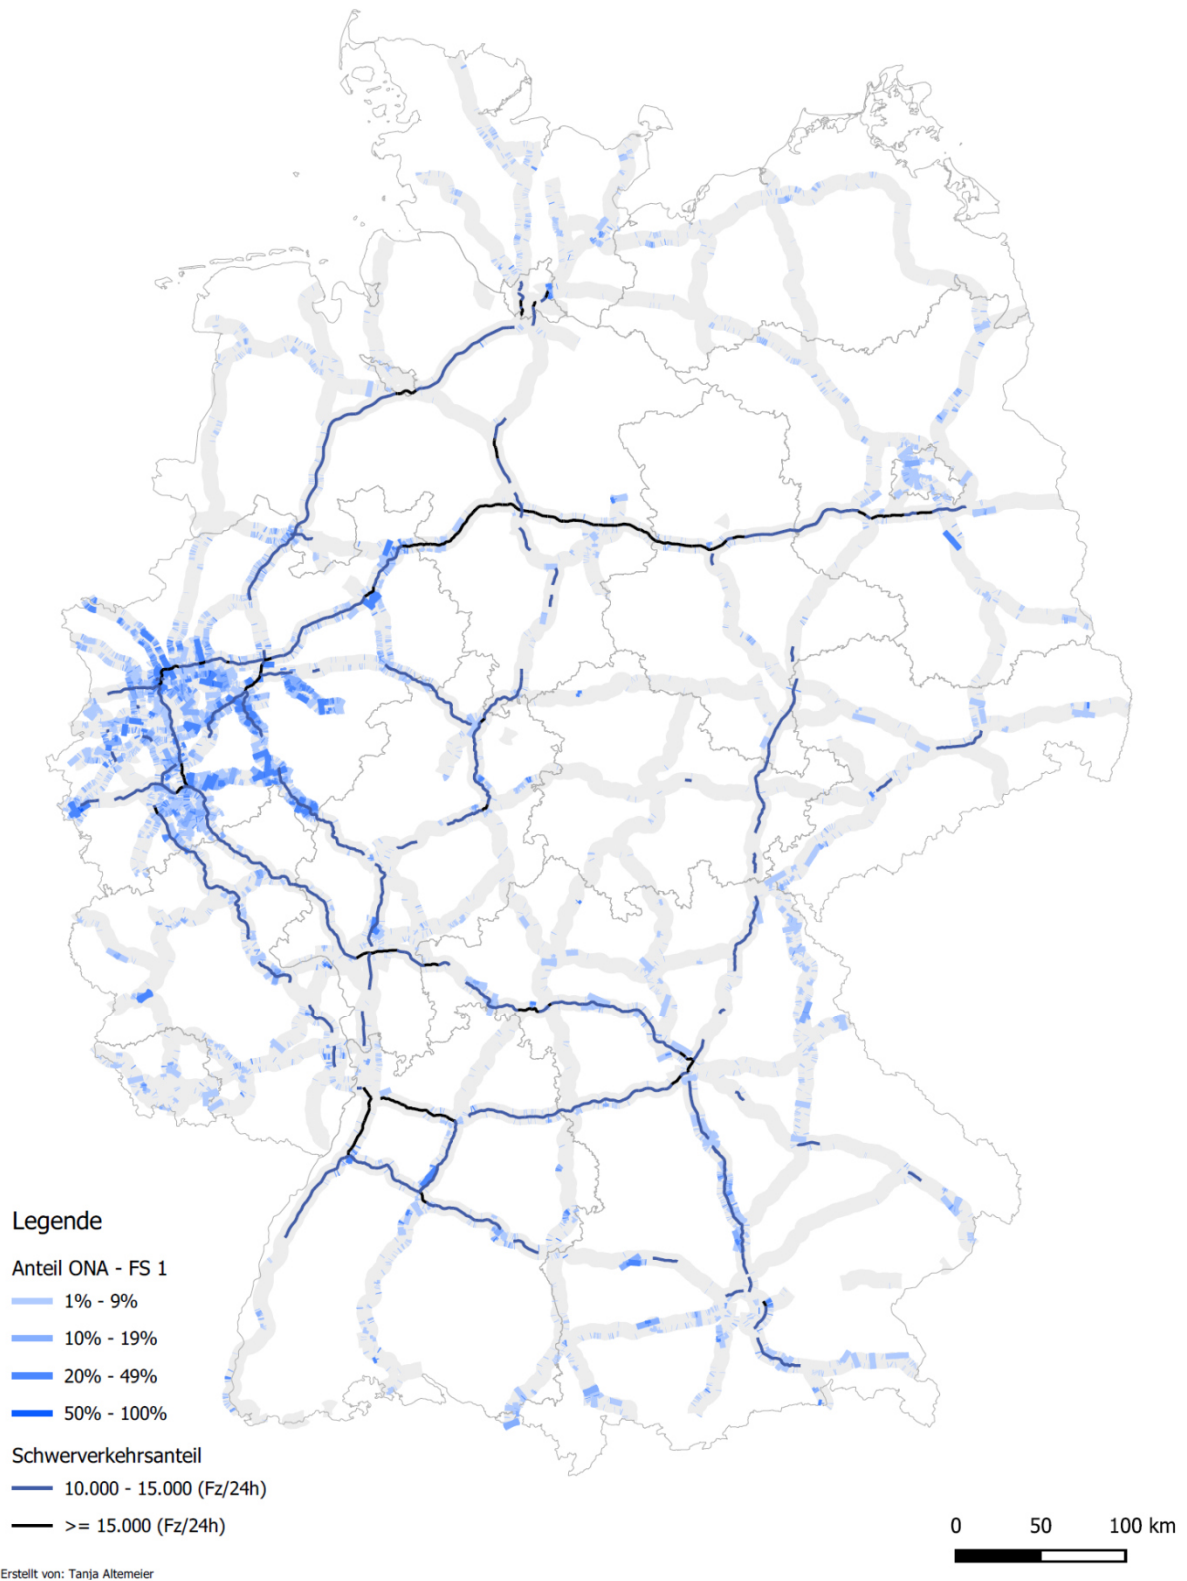 Legende
Anteil ONA - FS 1
1% - 9%
10% - 19%
20% - 49%
50% - 100%
Schwerverkehrsanteil
10.000 - 15.000 (Fz/24h)
>= 15.000 (Fz/24h)
0 50 100 km
Erstellt von: Tanja Altemeier